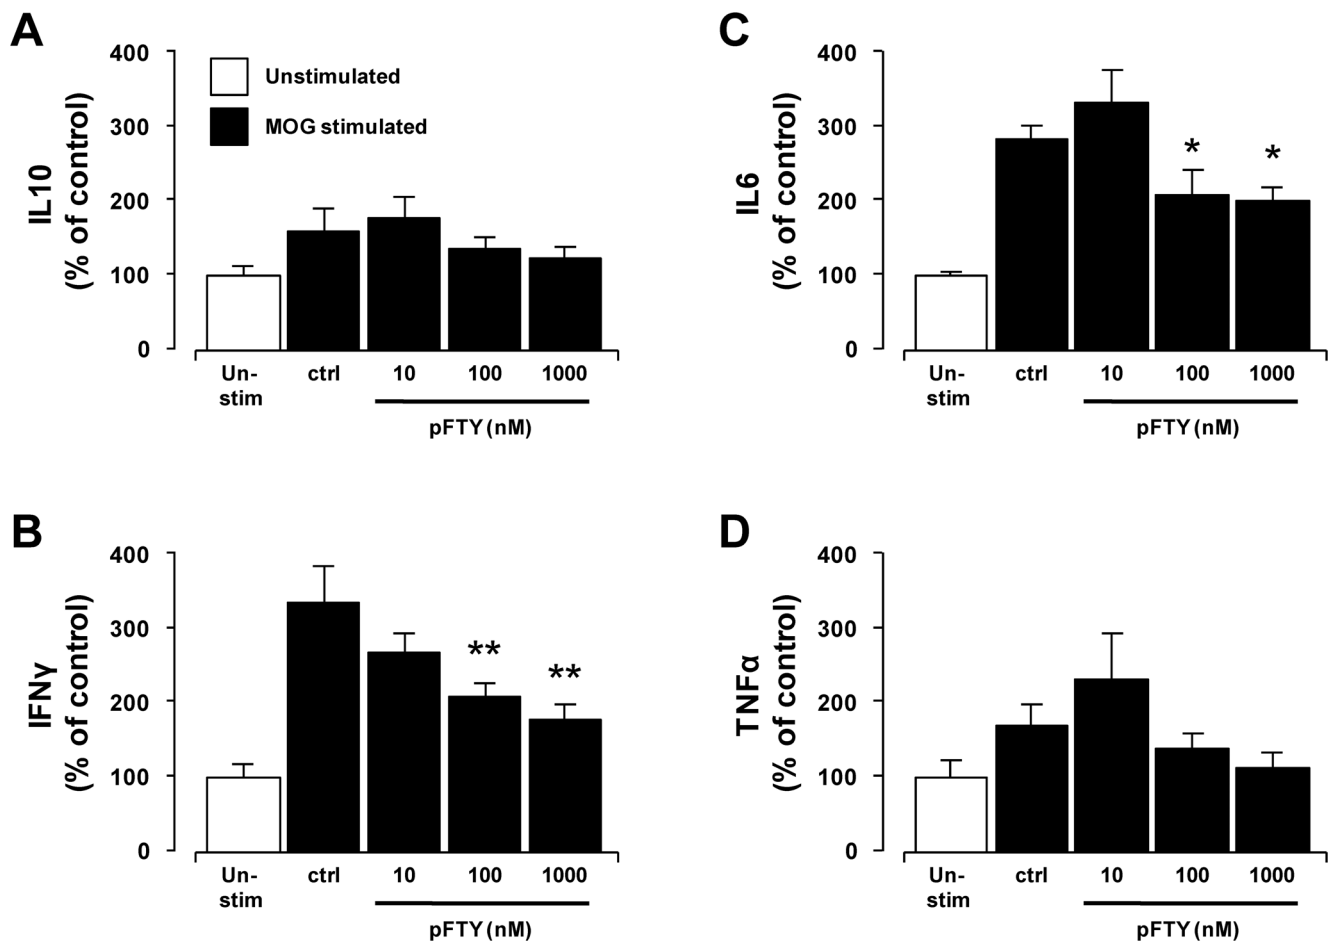 A
IL10
(% of control)
400
300
200
100
0
Unstimulated
MOG stimulated
Un-
stim
ctrl
10
100
1000
pFTY (nM)
C
IL6
(% of control)
400
300
200
100
0
*
*
Un-
stim
ctrl
10
100
1000
pFTY (nM)
B
IFNγ
(% of control)
400
300
200
100
0
**
**
Un-
stim
ctrl
10
100
1000
pFTY (nM)
D
TNFα
(% of control)
400
300
200
100
0
Un-
stim
ctrl
10
100
1000
pFTY (nM)